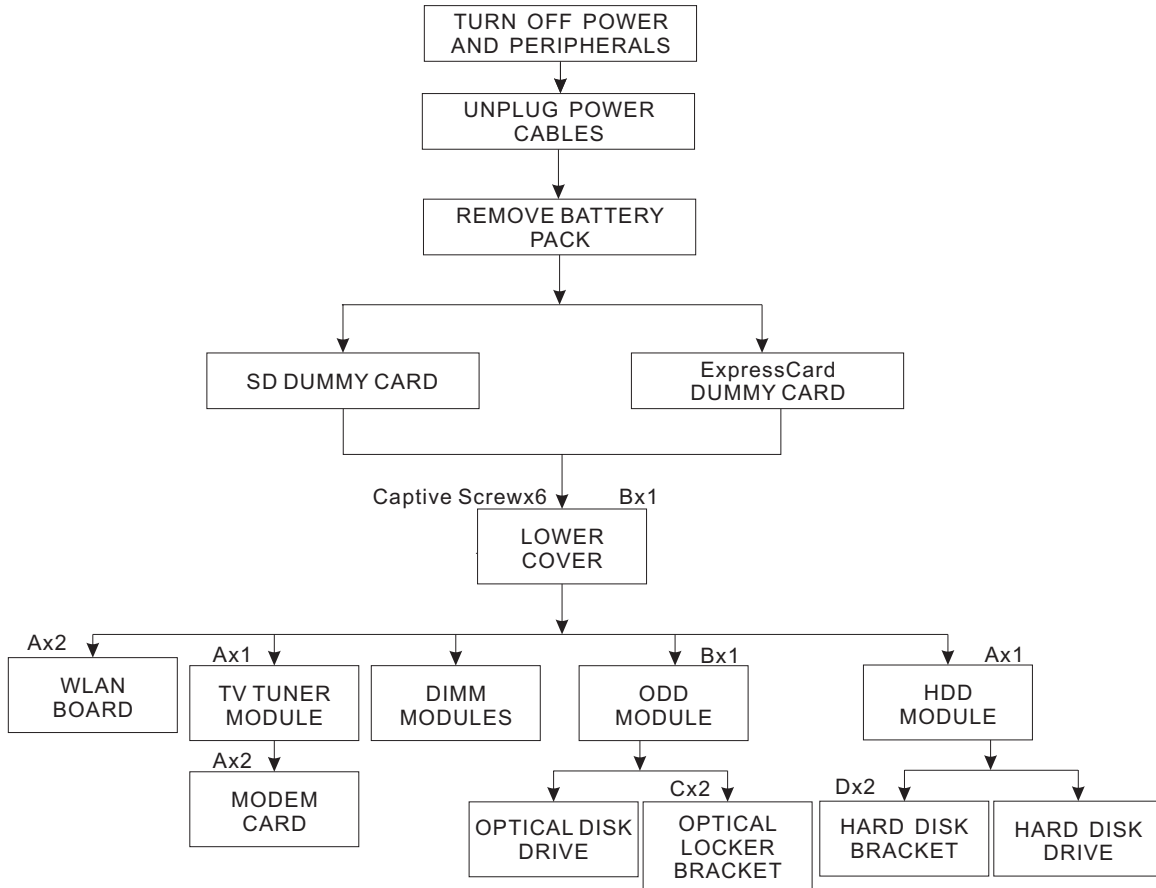 TURN OFF POWER
AND PERIPHERALS
UNPLUG POWER
CABLES
REMOVE BATTERY
PACK
SD DUMMY CARD
ExpressCard
DUMMY CARD
Captive Screwx6
Bx1
LOWER
COVER
Ax2
WLAN
BOARD
Ax1
TV TUNER
MODULE
DIMM
MODULES
Bx1
ODD
MODULE
Ax1
HDD
MODULE
Ax2
MODEM
CARD
OPTICAL DISK
DRIVE
Cx2
OPTICAL
LOCKER
BRACKET
Dx2
HARD DISK
BRACKET
HARD DISK
DRIVE